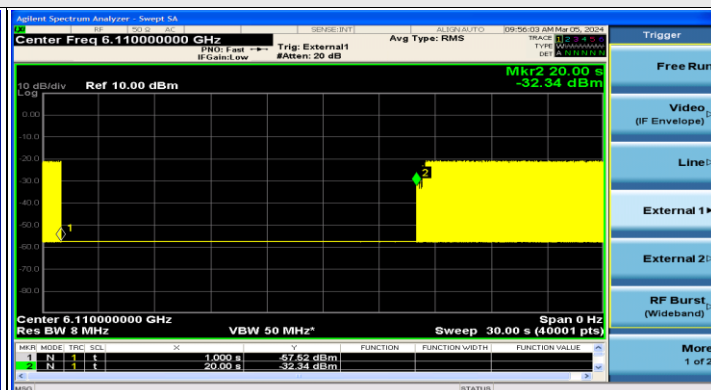 Agilent Spectrum Analyzer - Swept SA
RF 50 Ω AC SENSE:INT ALIGN AUTO 09:56:03 AM Mar 05, 2024
Center Freq 6.110000000 GHz Avg Type: RMS TRACE 1 2 3 4 5 6
PNO: Fast Trig: External1 TYPE WWWWWW
IFGain:Low #Atten: 20 dB DET A N N N N N
Mkr2 20.00 s
10 dB/div Ref 10.00 dBm -32.34 dBm
Log
0.00
-10.0
-20.0
-30.0
-40.0
-50.0
-60.0
-70.0
-80.0
1
2
Center 6.110000000 GHz Span 0 Hz
Res BW 8 MHz VBW 50 MHz* Sweep 30.00 s (40001 pts)
MKR MODE TRC SCL X Y FUNCTION FUNCTION WIDTH FUNCTION VALUE
1 N 1 t 1.000 s -57.52 dBm
2 N 1 t 20.00 s -32.34 dBm
MSG STATUS
Trigger
Free Run
Video
(IF Envelope)
Line
External 1
External 2
RF Burst
(Wideband)
More
1 of 2